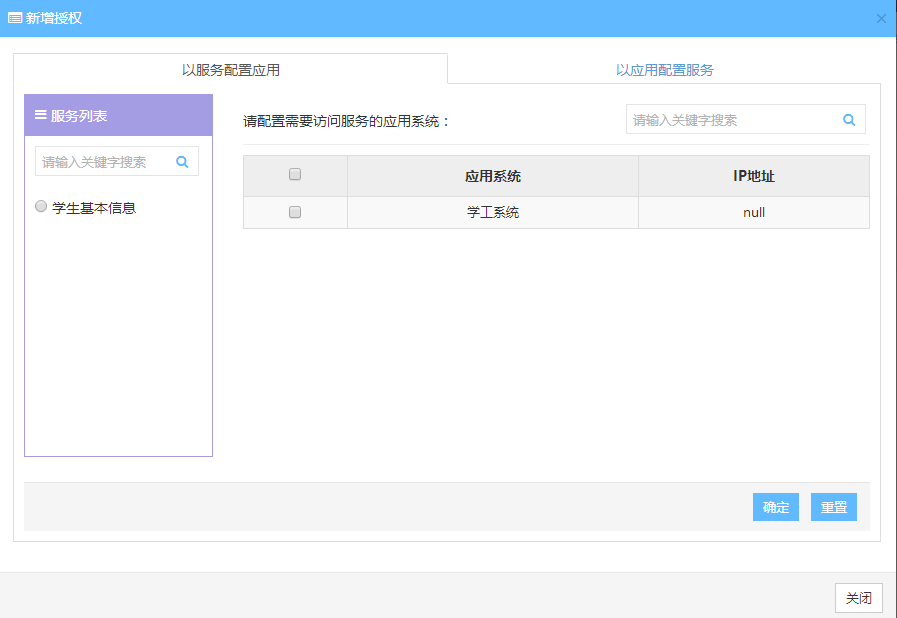 新增授权
以服务配置应用
以应用配置服务
服务列表
请输入关键字搜索
学生基本信息
请配置需要访问服务的应用系统：
请输入关键字搜索
应用系统
IP地址
学工系统
null
确定
重置
关闭